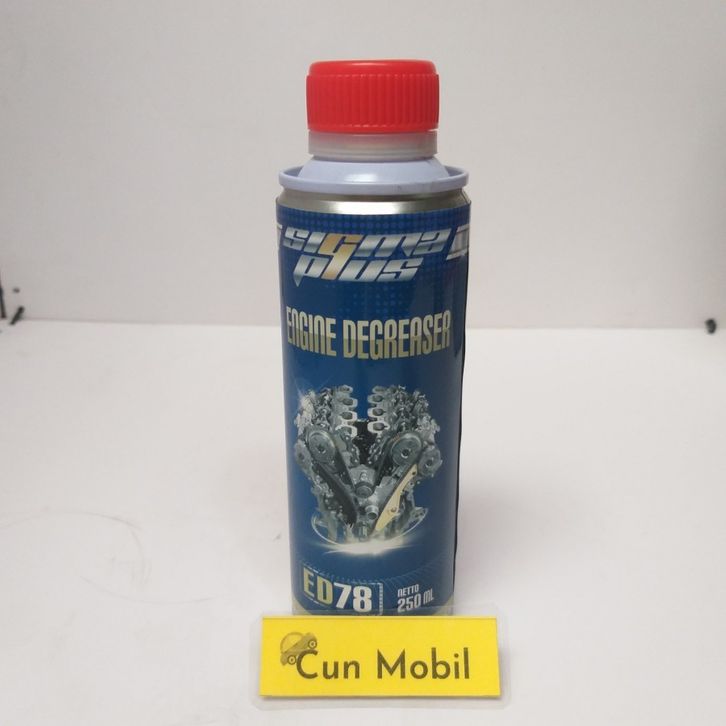 sigma
plus
ENGINE DEGREASER
ED78
NETTO
250 ML
Cun Mobil